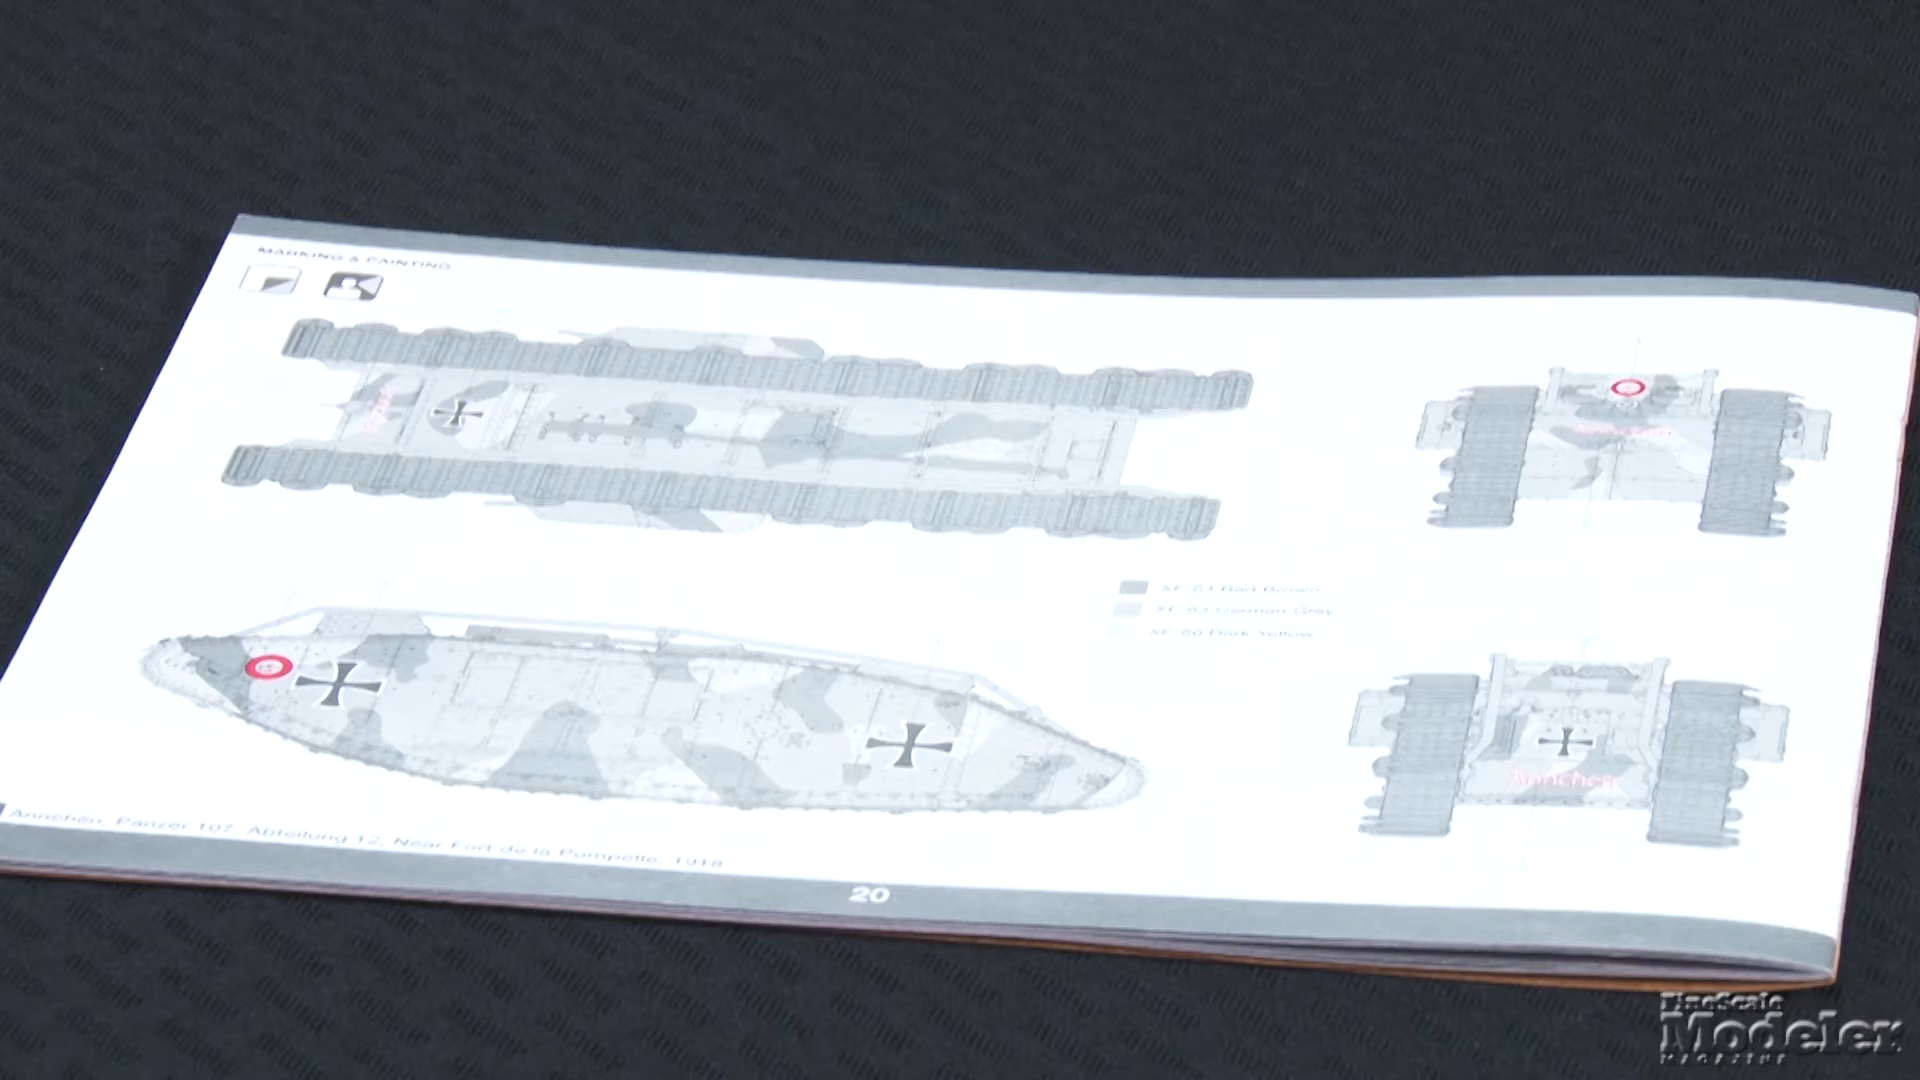 MARKING & PAINTING
XF-64 Red Brown
XF-63 German Grey
XF-60 Dark Yellow
Annchen
Annchen, Panzer 107, Abteilung 12, Near Fort de la Pompelle, 1918
20
FineScale
Modeler
MAGAZINE